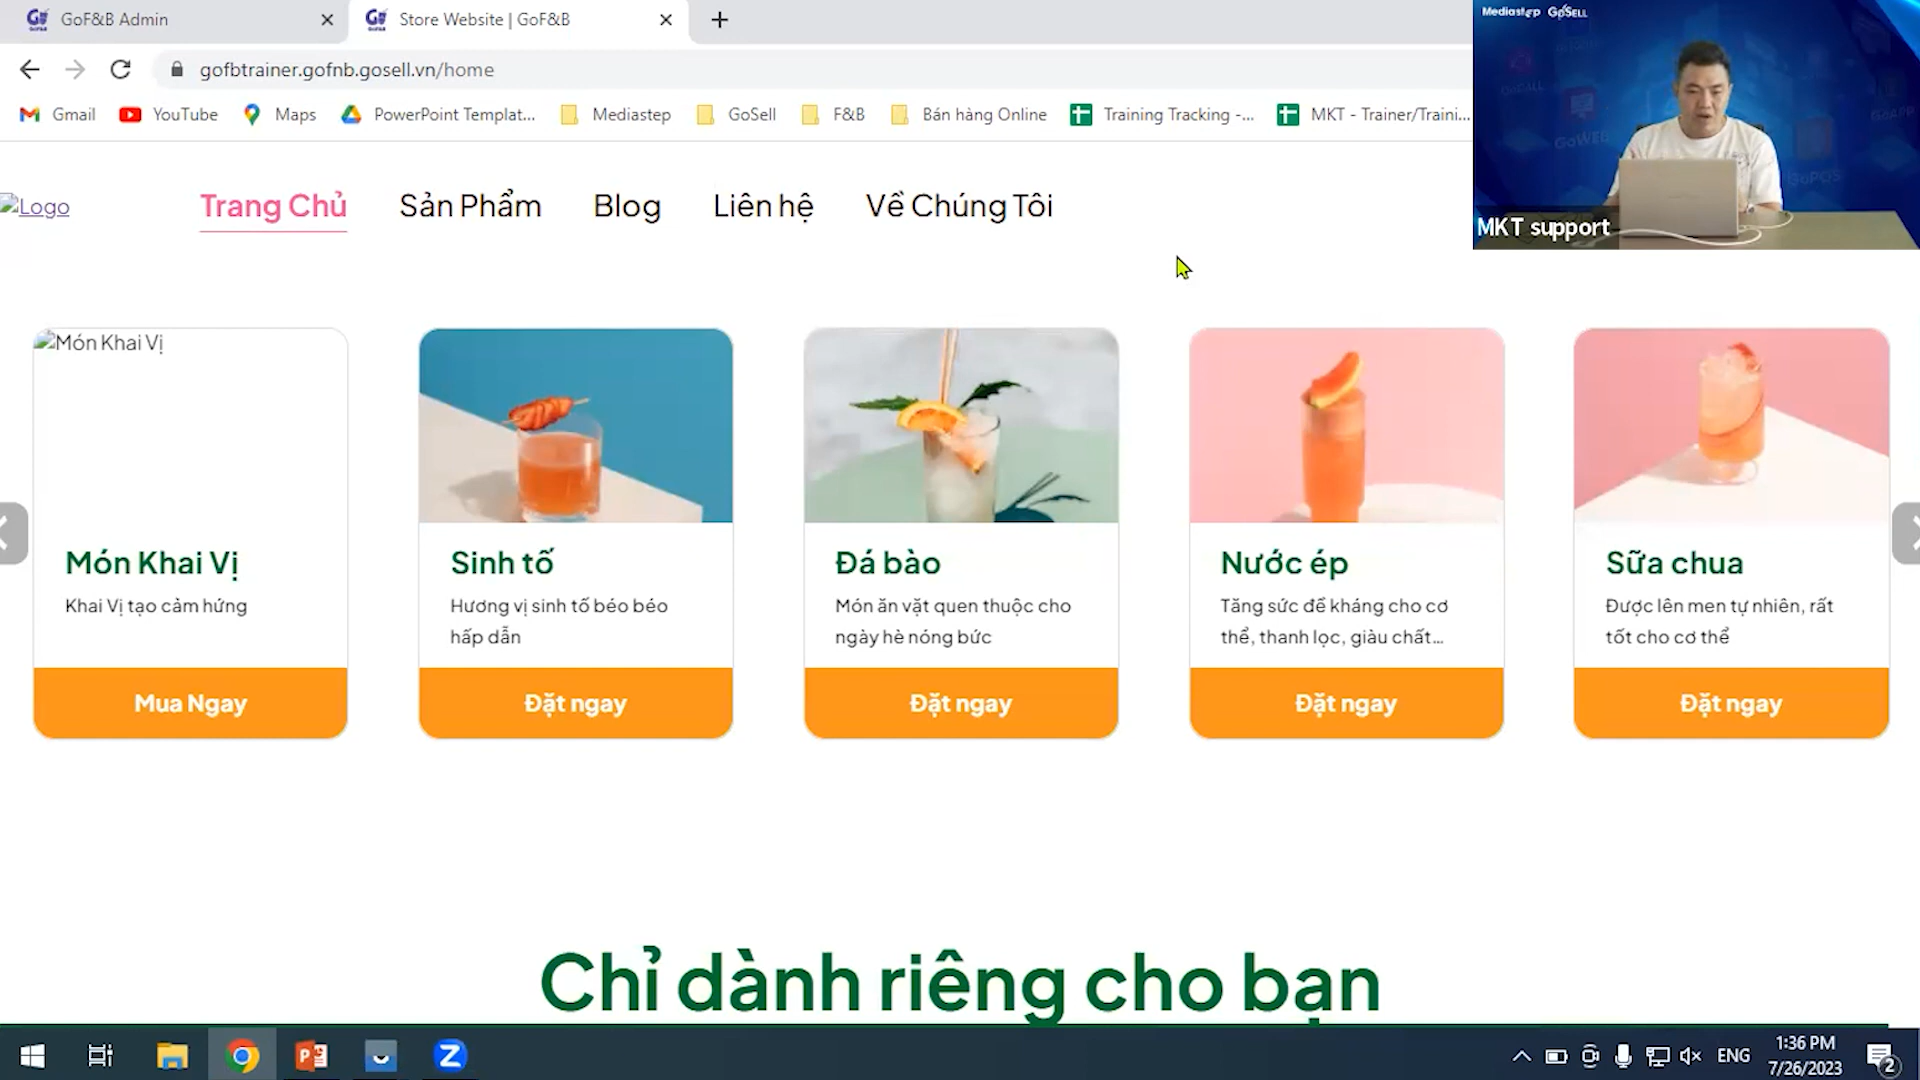 GoF&B Admin
Store Website | GoF&B
gofbtrainer.gofnb.gosell.vn/home
Gmail
YouTube
Maps
PowerPoint Templat...
Mediastep
GoSell
F&B
Bán hàng Online
Training Tracking -...
MKT - Trainer/Traini...
Mediastep GoSELL
GoWEB
GoPOS
MKT support
Logo
Trang Chủ
Sản Phẩm
Blog
Liên hệ
Về Chúng Tôi
Món Khai Vị
Món Khai Vị
Khai Vị tạo cảm hứng
Mua Ngay
Sinh tố
Hương vị sinh tố béo béo
hấp dẫn
Đặt ngay
Đá bào
Món ăn vặt quen thuộc cho
ngày hè nóng bức
Đặt ngay
Nước ép
Tăng sức đề kháng cho cơ
thể, thanh lọc, giàu chất...
Đặt ngay
Sữa chua
Được lên men tự nhiên, rất
tốt cho cơ thể
Đặt ngay
Chỉ dành riêng cho bạn
ENG
1:36 PM
7/26/2023
2